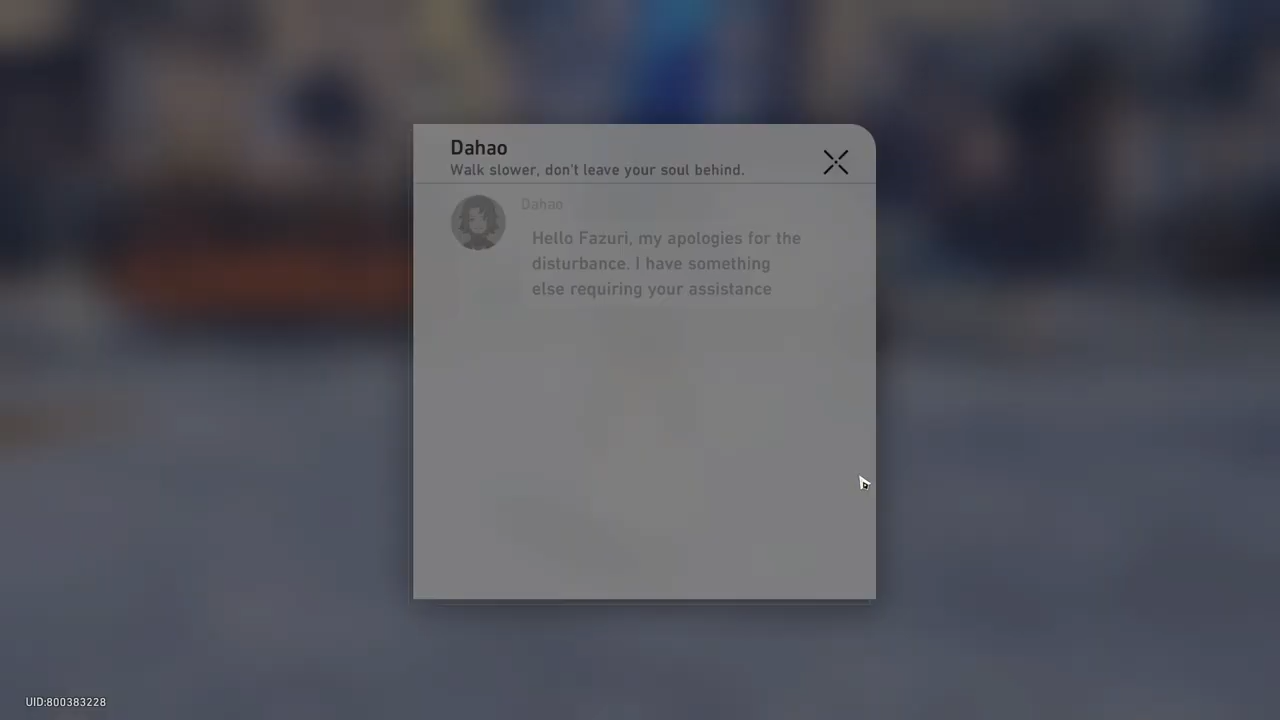 Dahao
Walk slower, don't leave your soul behind.
Dahao
Hello Fazuri, my apologies for the
disturbance. I have something
else requiring your assistance
UID:800383228